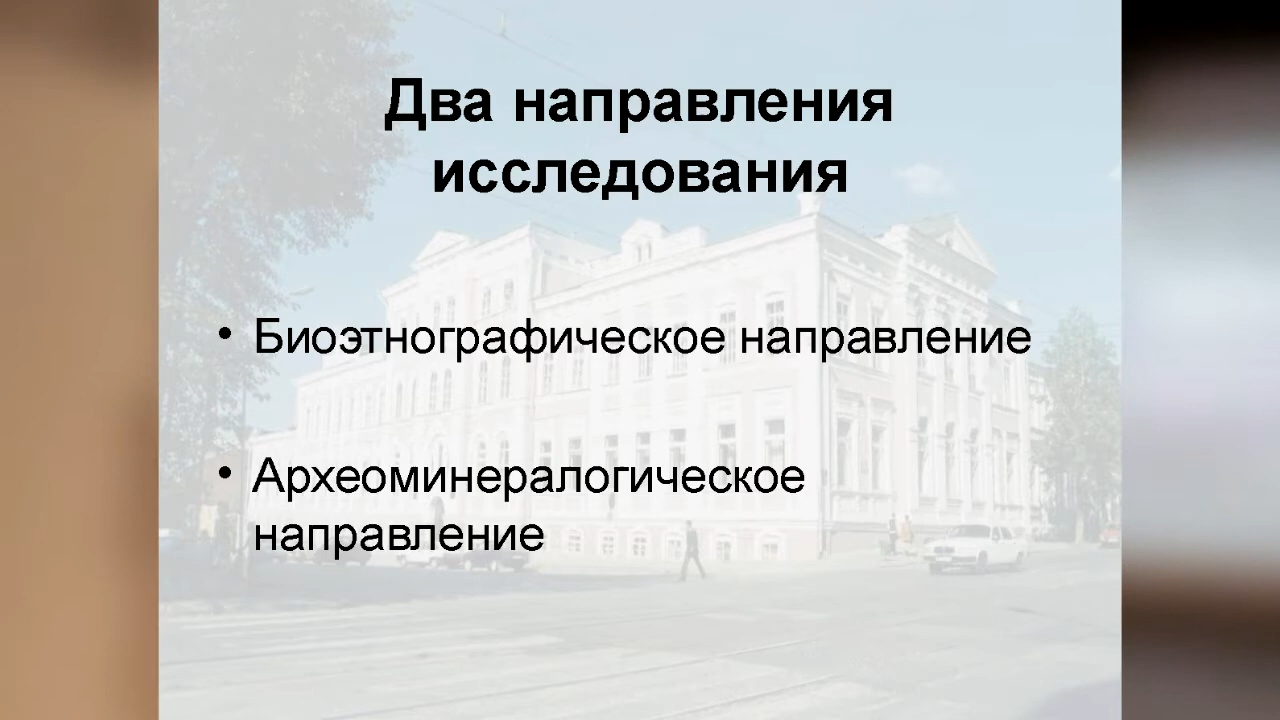 Два направления
исследования
• Биоэтнографическое направление
• Археоминералогическое
направление